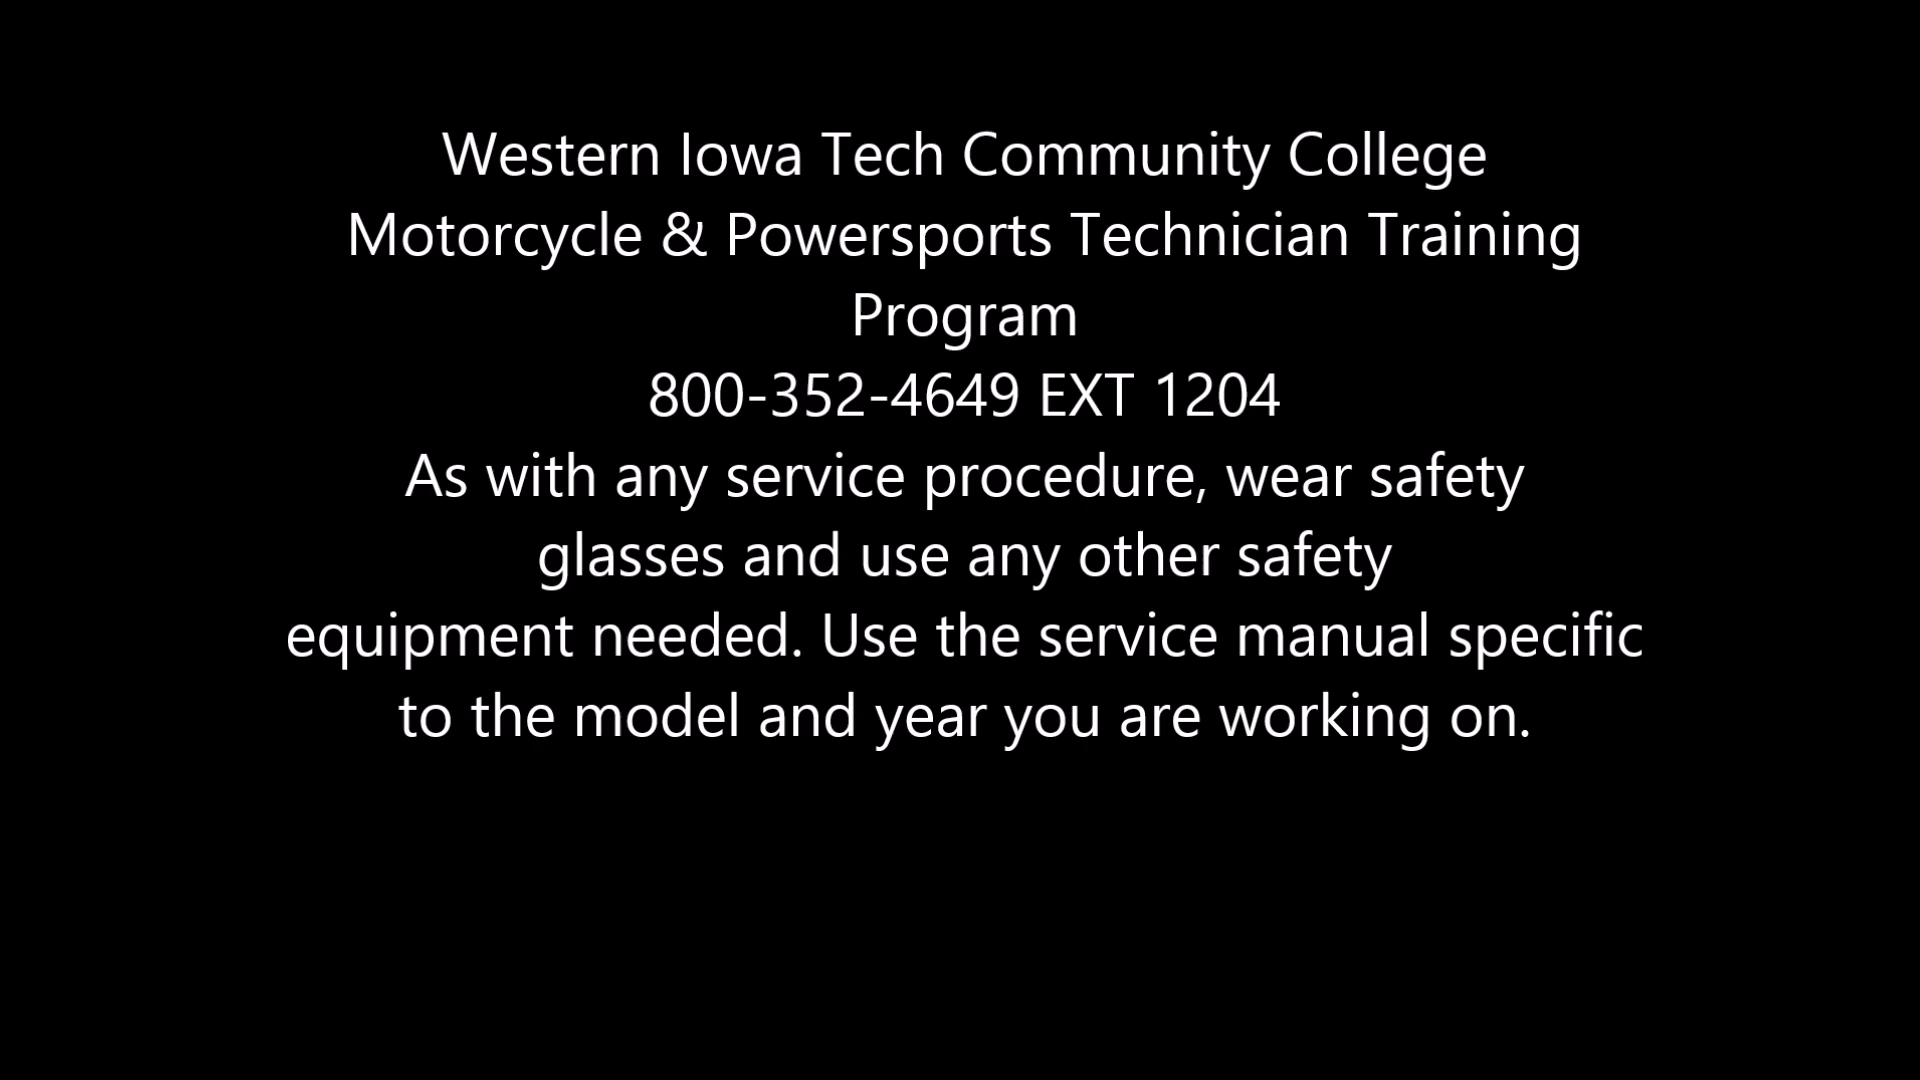 Western Iowa Tech Community College
Motorcycle & Powersports Technician Training
Program
800-352-4649 EXT 1204
As with any service procedure, wear safety
glasses and use any other safety
equipment needed. Use the service manual specific
to the model and year you are working on.